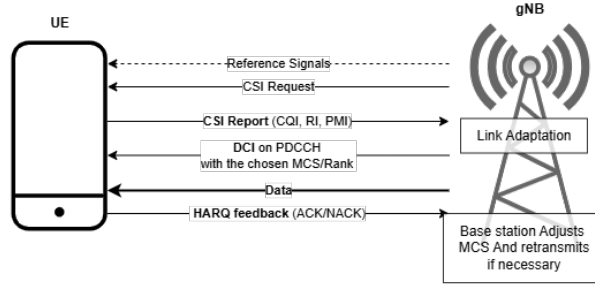 UE
gNB
Reference Signals
CSI Request
CSI Report (CQI, RI, PMI)
Link Adaptation
DCI on PDCCH
with the chosen MCS/Rank
Data
HARQ feedback (ACK/NACK)
Base station Adjusts
MCS And retransmits
if necessary